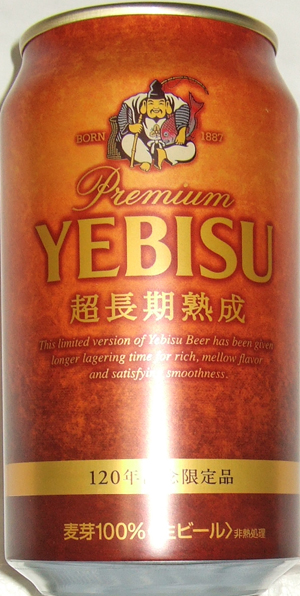 BORN 1887
Premium
YEBISU
超長期熟成
This limited version of Yebisu Beer has been given
longer lagering time for rich, mellow flavor
and satisfying smoothness.
120年 限定品
麦芽100% 生ビール〉非熱処理